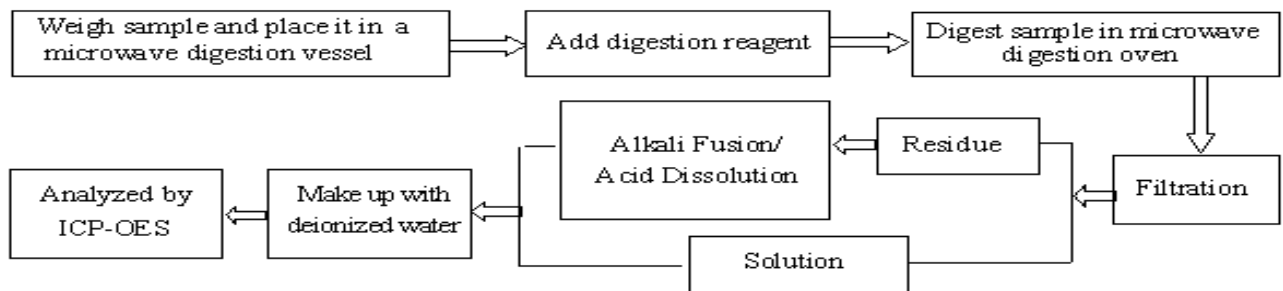 Weigh sample and place it in a
microwave digestion vessel
Add digestion reagent
Digest sample in microwave
digestion oven
Filtration
Residue
Alkali Fusion/
Acid Dissolution
Solution
Make up with
deionized water
Analyzed by
ICP-OES